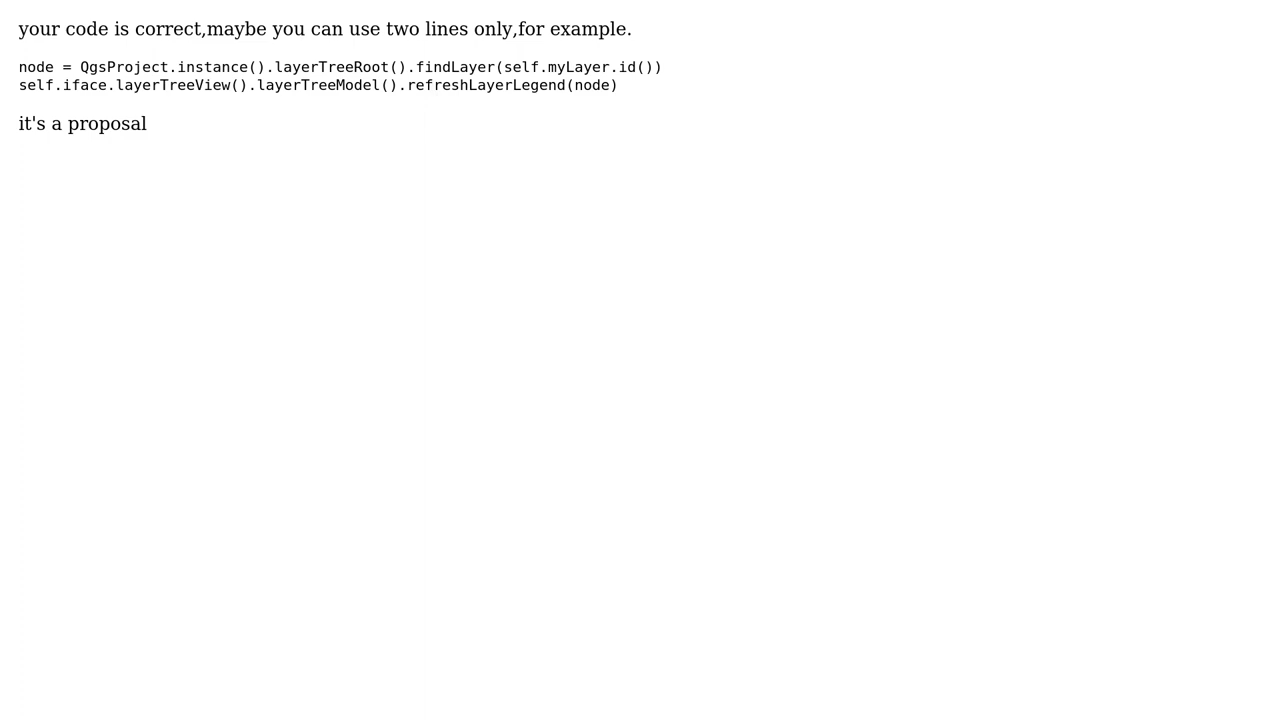 your code is correct,maybe you can use two lines only,for example.
node = QgsProject.instance().layerTreeRoot().findLayer(self.myLayer.id())
self.iface.layerTreeView().layerTreeModel().refreshLayerLegend(node)
it's a proposal